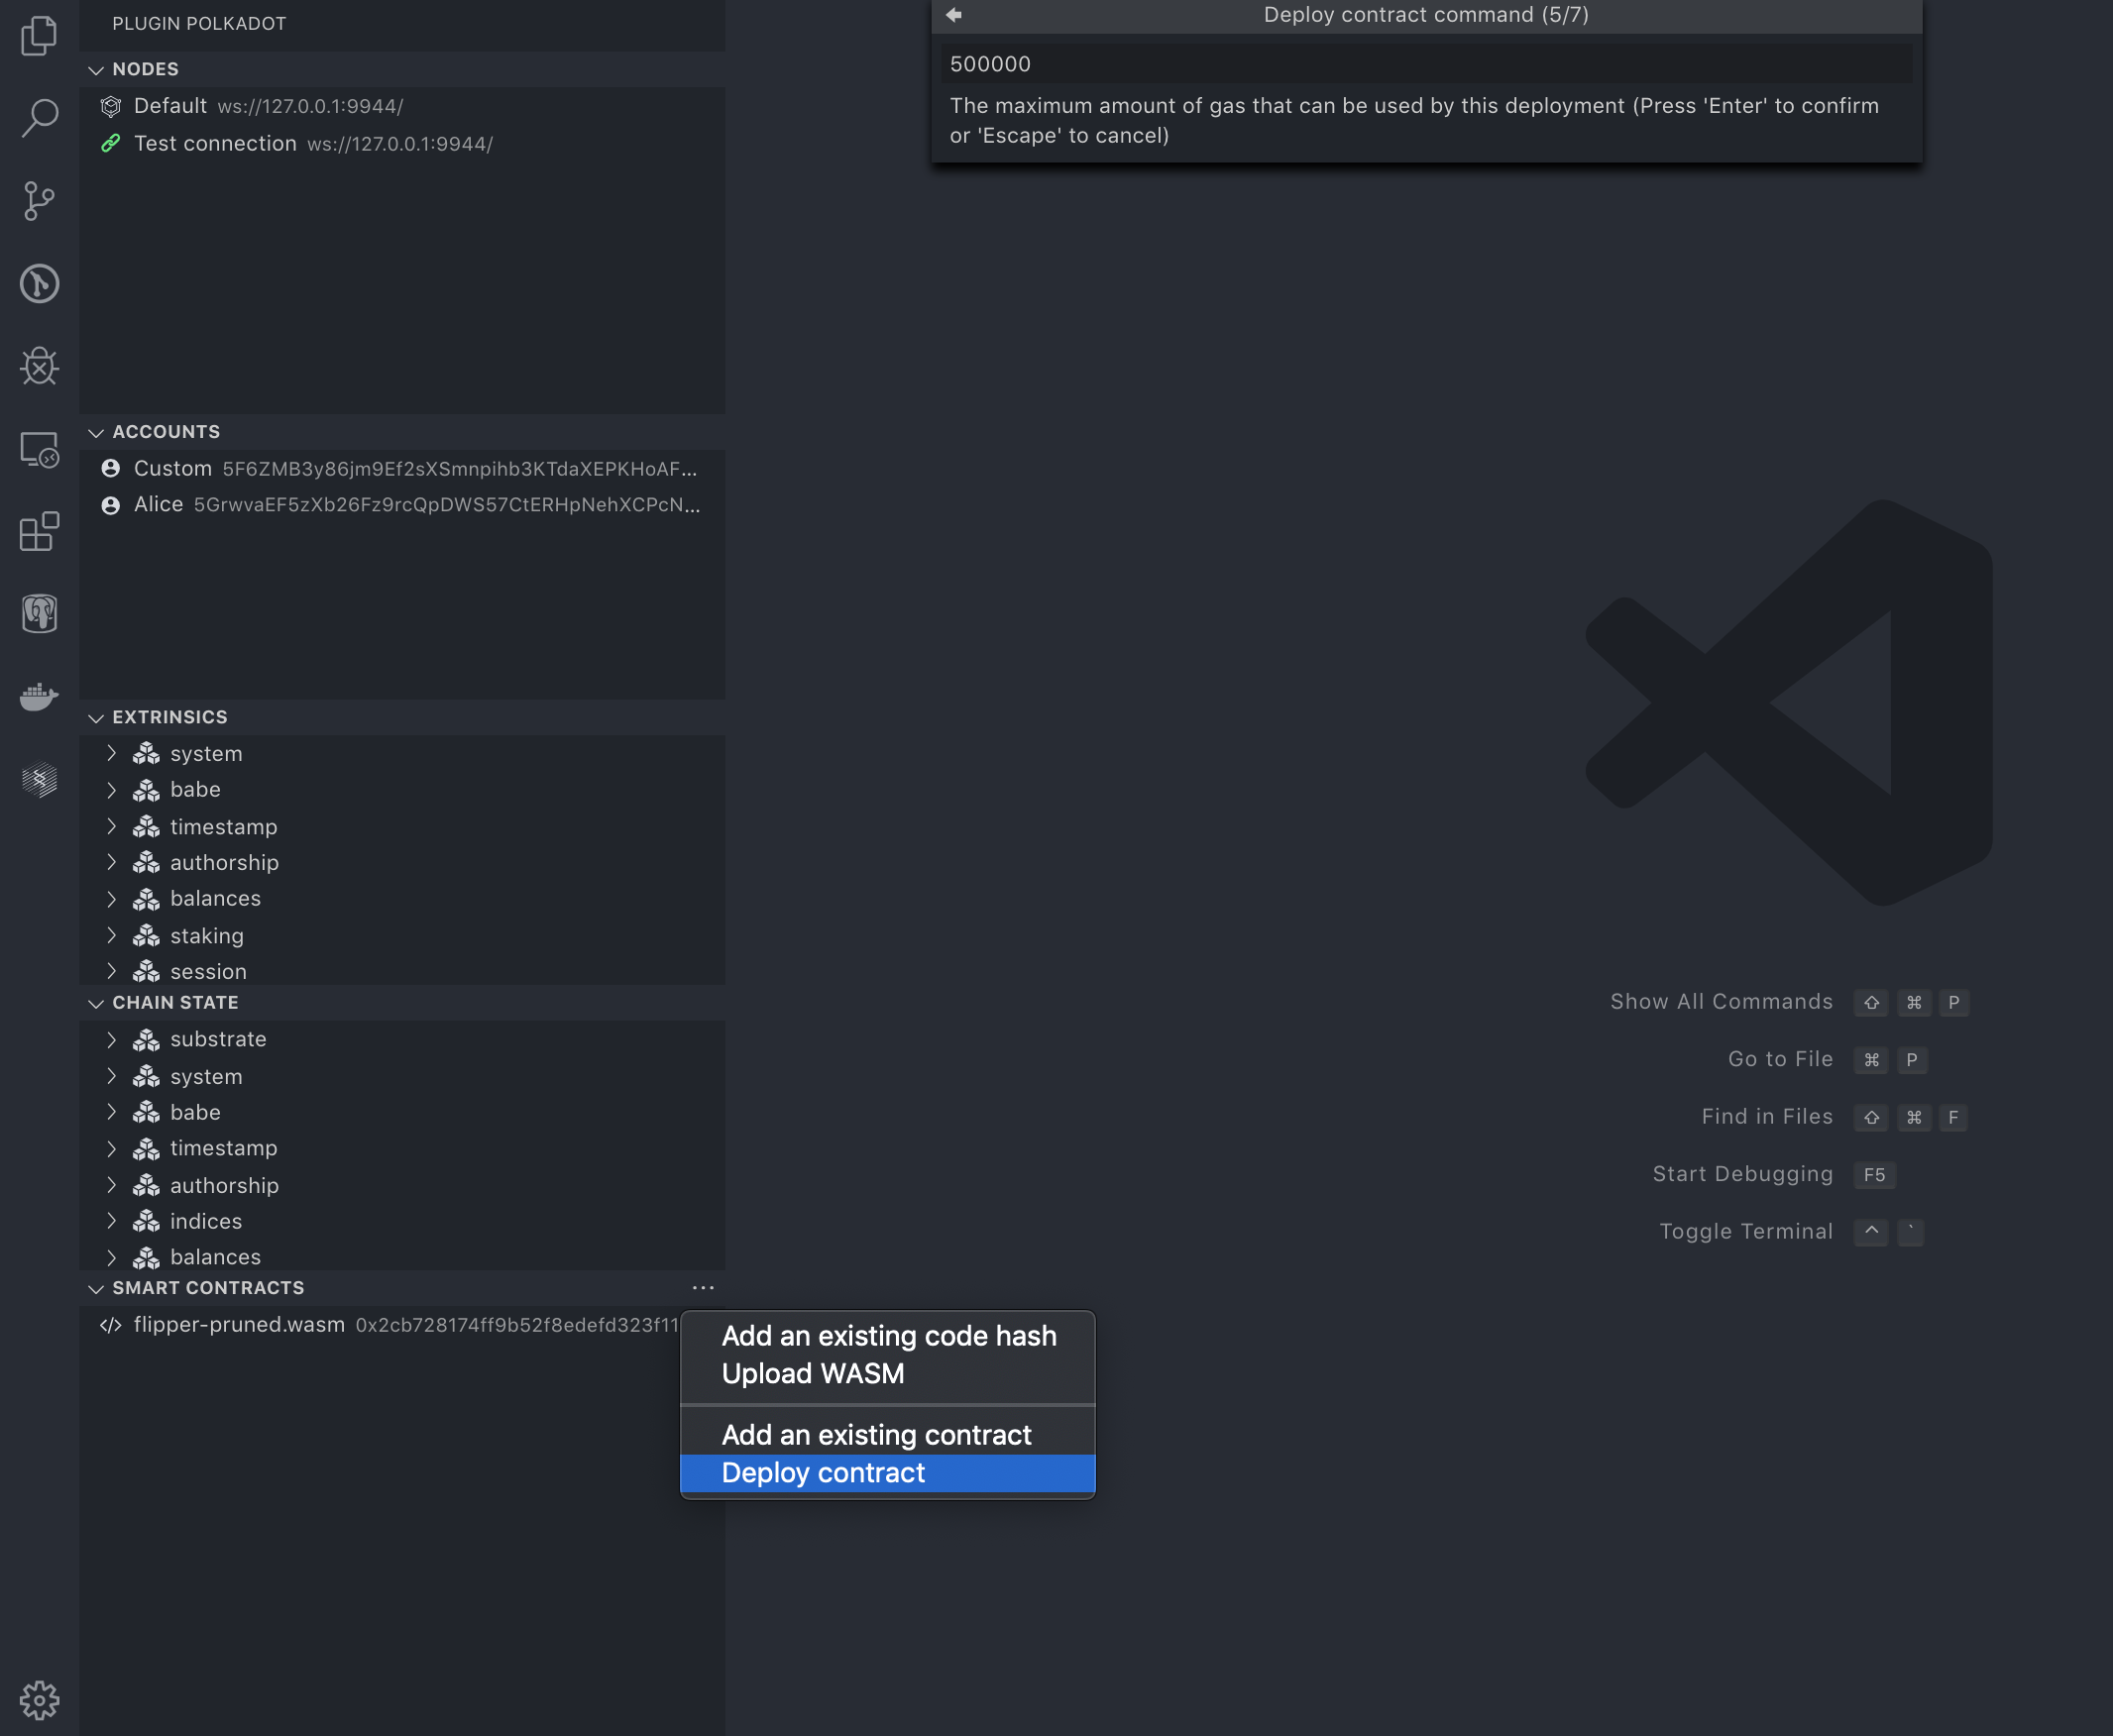 PLUGIN POLKADOT
NODES
Default ws://127.0.0.1:9944/
Test connection ws://127.0.0.1:9944/
ACCOUNTS
Custom 5F6ZMB3y86jm9Ef2sXSmnpihb3KTdaXEPKHoAF...
Alice 5GrwvaEF5zXb26Fz9rcQpDWS57CtERHpNehXCPcN...
EXTRINSICS
system
babe
timestamp
authorship
balances
staking
session
CHAIN STATE
substrate
system
babe
timestamp
authorship
indices
balances
SMART CONTRACTS ...
flipper-pruned.wasm 0x2cb728174ff9b52f8edefd323f11
Add an existing code hash
Upload WASM
Add an existing contract
Deploy contract
Deploy contract command (5/7)
500000
The maximum amount of gas that can be used by this deployment (Press 'Enter' to confirm
or 'Escape' to cancel)
Show All Commands ⇧ ⌘ P
Go to File ⌘ P
Find in Files ⇧ ⌘ F
Start Debugging F5
Toggle Terminal ^ `